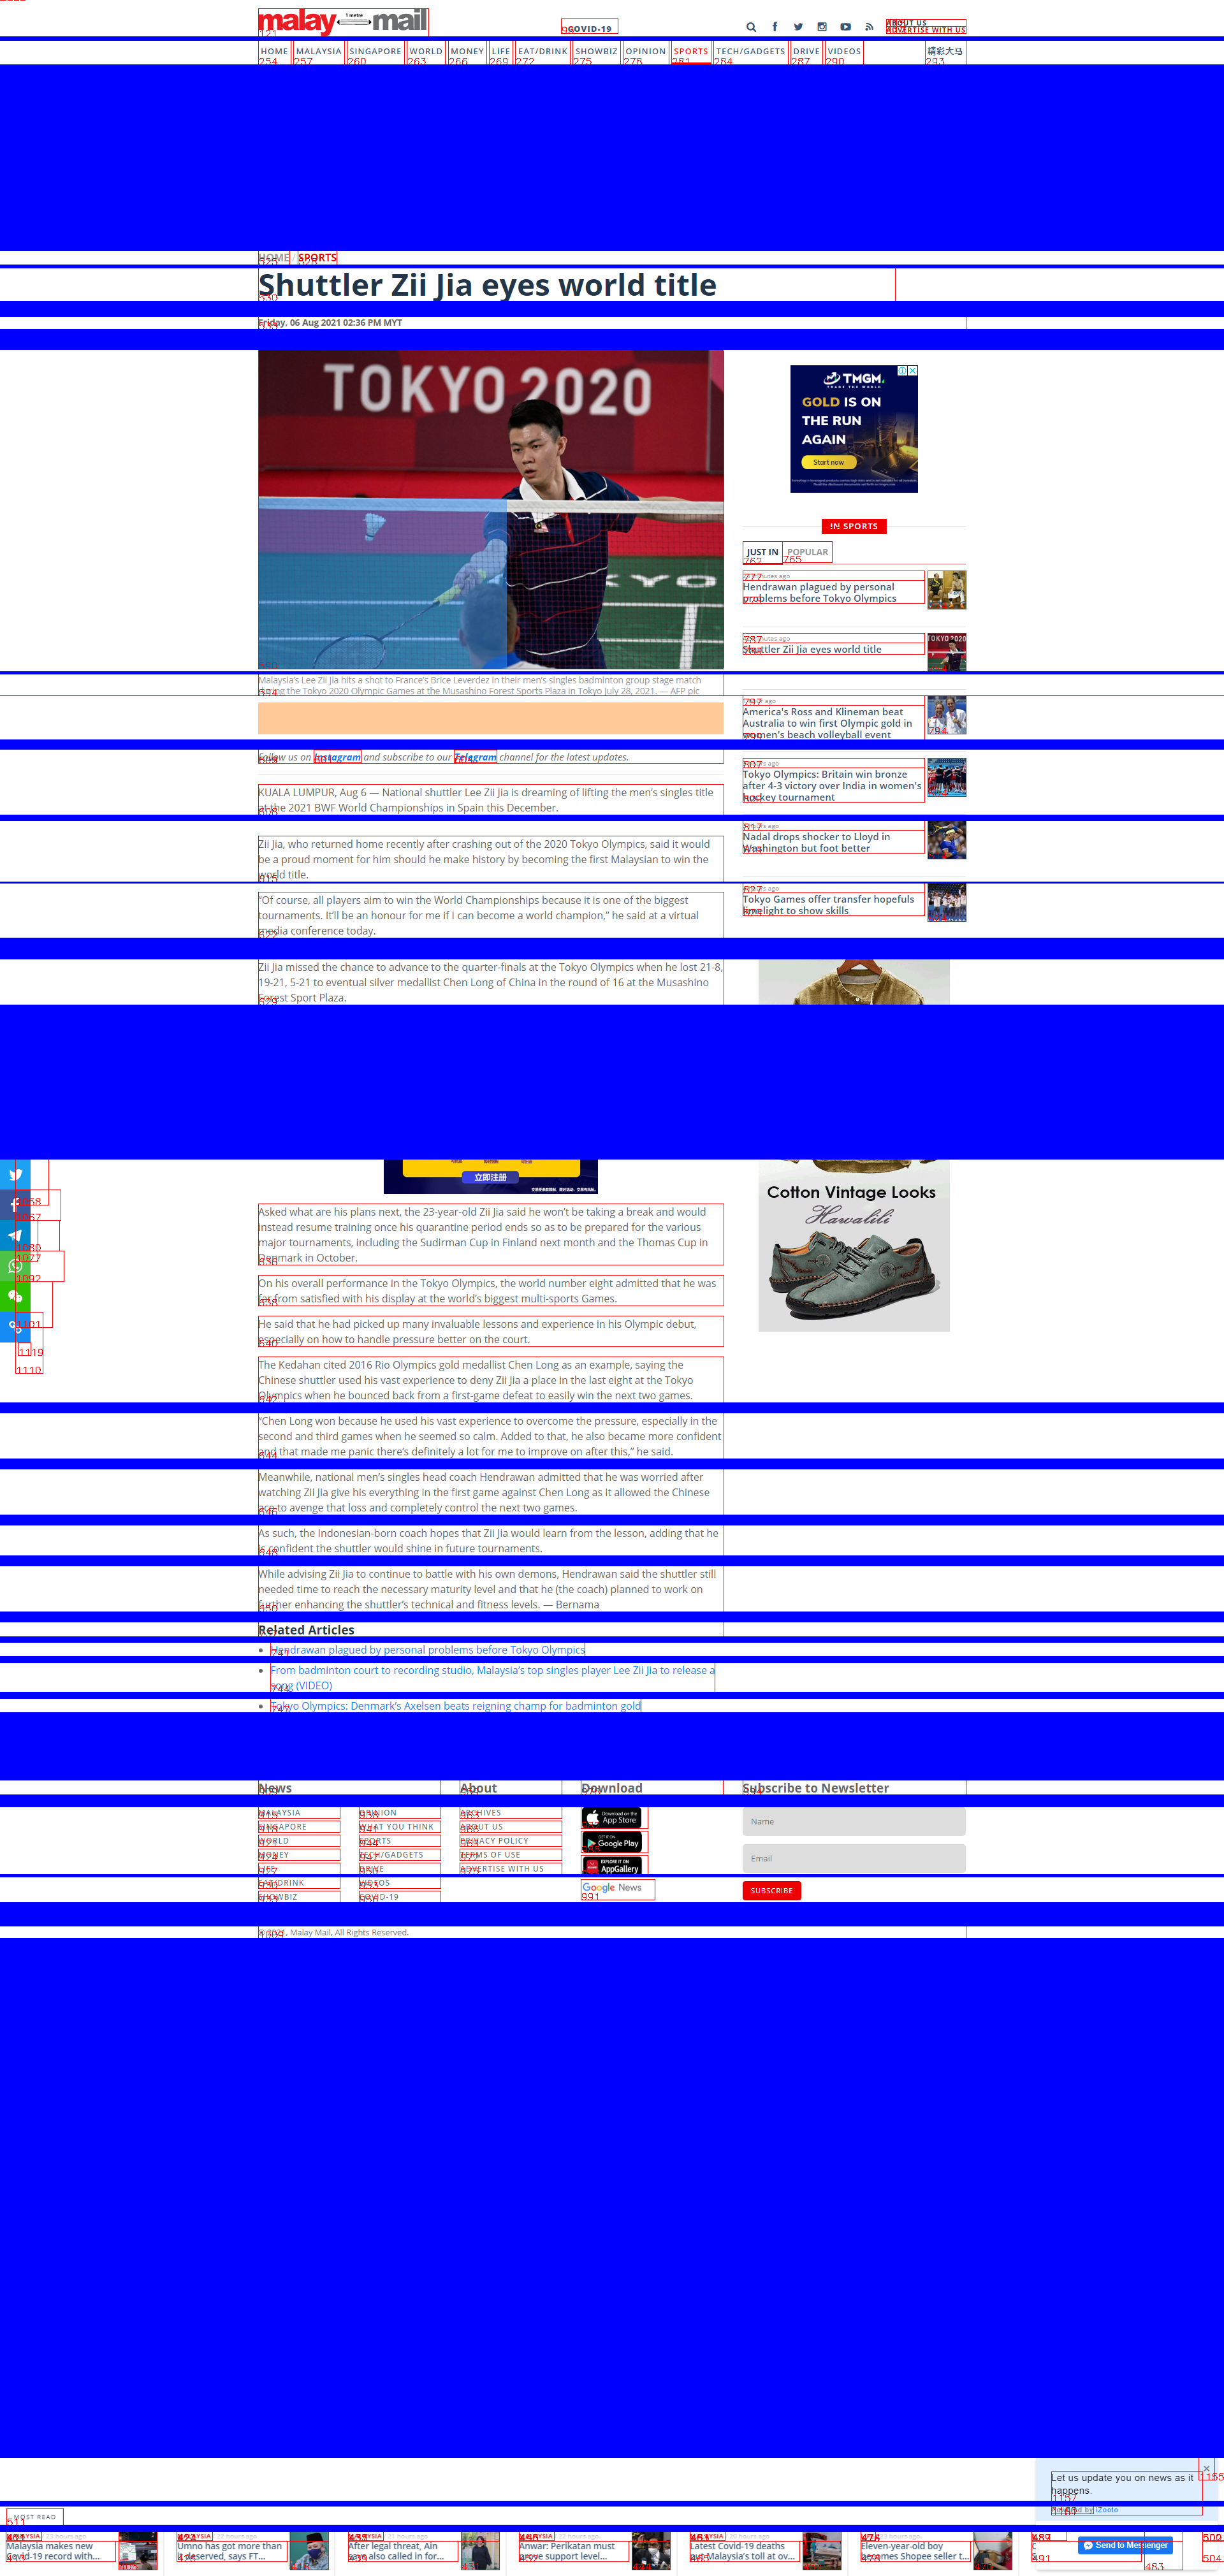 malay mail
1 metre
COVID-19
ABOUT US
ADVERTISE WITH US
HOME MALAYSIA SINGAPORE WORLD MONEY LIFE EAT/DRINK SHOWBIZ OPINION SPORTS TECH/GADGETS DRIVE VIDEOS 精彩大马
HOME / SPORTS
Shuttler Zii Jia eyes world title
Friday, 06 Aug 2021 02:36 PM MYT
TOKYO 2020
TMGM
TRADE THE WORLD
GOLD IS ON
THE RUN
AGAIN
Start now
IN SPORTS
JUST IN POPULAR
Hendrawan plagued by personal
problems before Tokyo Olympics
Shuttler Zii Jia eyes world title
America's Ross and Klineman beat
Australia to win first Olympic gold in
women's beach volleyball event
Tokyo Olympics: Britain win bronze
after 4-3 victory over India in women's
hockey tournament
Nadal drops shocker to Lloyd in
Washington but foot better
Tokyo Games offer transfer hopefuls
limelight to show skills
Malaysia's Lee Zii Jia hits a shot to France's Brice Leverdez in their men's singles badminton group stage match
during the Tokyo 2020 Olympic Games at the Musashino Forest Sports Plaza in Tokyo July 28, 2021. — AFP pic
Follow us on Instagram and subscribe to our Telegram channel for the latest updates.
KUALA LUMPUR, Aug 6 — National shuttler Lee Zii Jia is dreaming of lifting the men's singles title
at the 2021 BWF World Championships in Spain this December.
Zii Jia, who returned home recently after crashing out of the 2020 Tokyo Olympics, said it would
be a proud moment for him should he make history by becoming the first Malaysian to win the
world title.
"Of course, all players aim to win the World Championships because it is one of the biggest
tournaments. It'll be an honour for me if I can become a world champion," he said at a virtual
media conference today.
Zii Jia missed the chance to advance to the quarter-finals at the Tokyo Olympics when he lost 21-8,
19-21, 5-21 to eventual silver medallist Chen Long of China in the round of 16 at the Musashino
Forest Sport Plaza.
立即注册
Cotton Vintage Looks
Hawalili
Asked what are his plans next, the 23-year-old Zii Jia said he won't be taking a break and would
instead resume training once his quarantine period ends so as to be prepared for the various
major tournaments, including the Sudirman Cup in Finland next month and the Thomas Cup in
Denmark in October.
On his overall performance in the Tokyo Olympics, the world number eight admitted that he was
far from satisfied with his display at the world's biggest multi-sports Games.
He said that he had picked up many invaluable lessons and experience in his Olympic debut,
especially on how to handle pressure better on the court.
The Kedahan cited 2016 Rio Olympics gold medallist Chen Long as an example, saying the
Chinese shuttler used his vast experience to deny Zii Jia a place in the last eight at the Tokyo
Olympics when he bounced back from a first-game defeat to easily win the next two games.
"Chen Long won because he used his vast experience to overcome the pressure, especially in the
second and third games when he seemed so calm. Added to that, he also became more confident
and that made me panic there's definitely a lot for me to improve on after this," he said.
Meanwhile, national men's singles head coach Hendrawan admitted that he was worried after
watching Zii Jia give his everything in the first game against Chen Long as it allowed the Chinese
ace to avenge that loss and completely control the next two games.
As such, the Indonesian-born coach hopes that Zii Jia would learn from the lesson, adding that he
is confident the shuttler would shine in future tournaments.
While advising Zii Jia to continue to battle with his own demons, Hendrawan said the shuttler still
needed time to reach the necessary maturity level and that he (the coach) planned to work on
further enhancing the shuttler's technical and fitness levels. — Bernama
Related Articles
Hendrawan plagued by personal problems before Tokyo Olympics
From badminton court to recording studio, Malaysia's top singles player Lee Zii Jia to release a
song (VIDEO)
Tokyo Olympics: Denmark's Axelsen beats reigning champ for badminton gold
News About Download Subscribe to Newsletter
MALAYSIA OPINION ARCHIVES
SINGAPORE WHAT YOU THINK ABOUT US
WORLD SPORTS PRIVACY POLICY
MONEY TECH/GADGETS TERMS OF USE
LIFE DRIVE ADVERTISE WITH US
EAT/DRINK VIDEOS
SHOWBIZ COVID-19
Download on the App Store
GET IT ON Google Play
EXPLORE IT ON AppGallery
Google News
Name
Email
SUBSCRIBE
© 2021, Malay Mail, All Rights Reserved.
Let us update you on news as it
happens.
Powered by iZooto
MOST READ
Malaysia makes new
Covid-19 record with...
Umno has got more than
it deserved, says FT...
After legal threat, Ain
says also called in for...
Anwar: Perikatan must
prove support level...
Latest Covid-19 deaths
put Malaysia's toll at ov...
Eleven-year-old boy
becomes Shopee seller t...
Send to Messenger